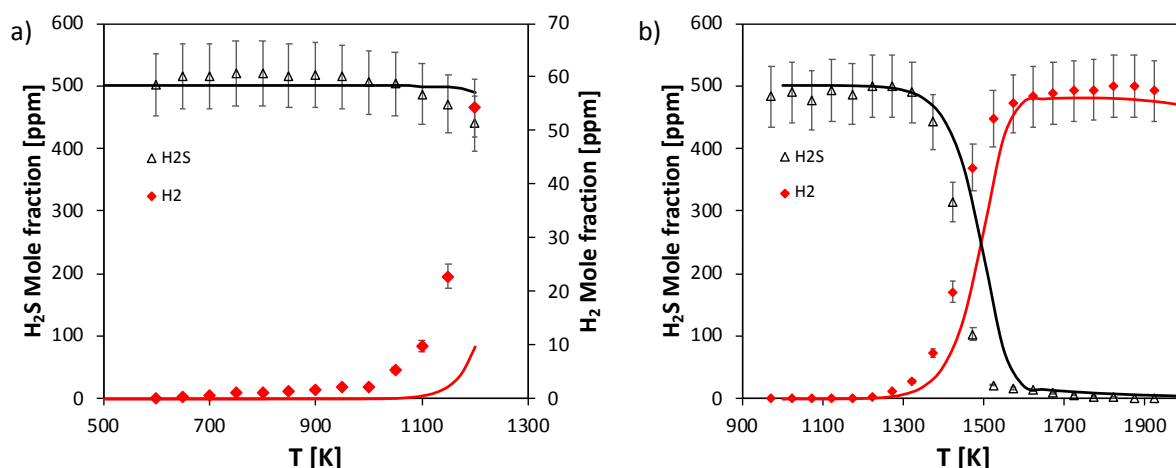 a)
600
500
400
300
200
100
0
H₂S Mole fraction [ppm]
H2S
H2
70
60
50
40
30
20
10
0
H₂ Mole fraction [ppm]
500 700 900 1100 1300
T [K]
b)
600
500
400
300
200
100
0
H₂S Mole fraction [ppm]
H2S
H2
900 1100 1300 1500 1700 1900
T [K]